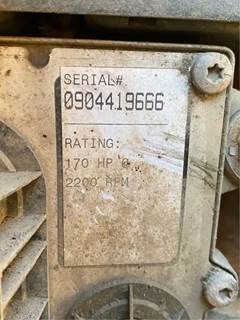 SERIAL#
0904419666
RATING:
170 HP @
2200 RPM